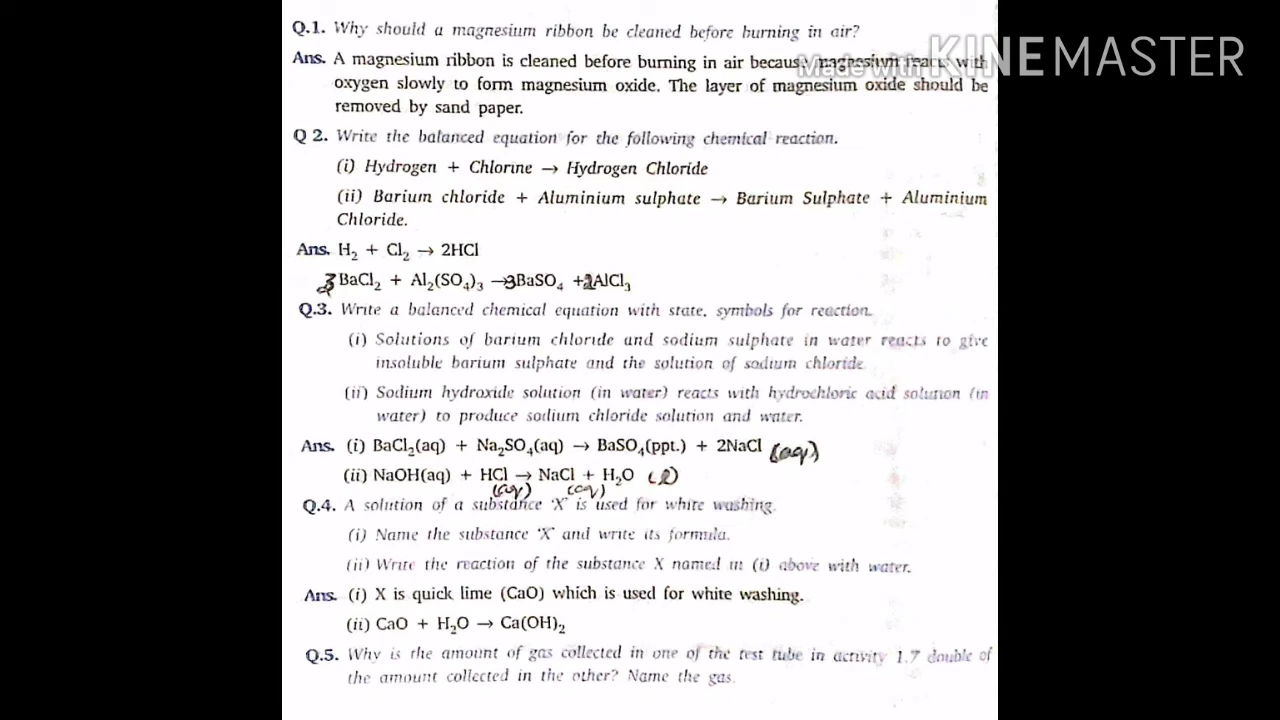 Q.1. Why should a magnesium ribbon be cleaned before burning in air?
Made with KINEMASTER
Ans. A magnesium ribbon is cleaned before burning in air because magnesium reacts with
oxygen slowly to form magnesium oxide. The layer of magnesium oxide should be
removed by sand paper.
Q 2. Write the balanced equation for the following chemical reaction.
(i) Hydrogen + Chlorine → Hydrogen Chloride
(ii) Barium chloride + Aluminium sulphate → Barium Sulphate + Aluminium
Chloride.
Ans. H₂ + Cl₂ → 2HCl
3BaCl₂ + Al₂(SO₄)₃ →3BaSO₄ +2AlCl₃
Q.3. Write a balanced chemical equation with state, symbols for reaction.
(i) Solutions of barium chloride and sodium sulphate in water reacts to give
insoluble barium sulphate and the solution of sodium chloride.
(ii) Sodium hydroxide solution (in water) reacts with hydrochloric acid solution (in
water) to produce sodium chloride solution and water.
Ans. (i) BaCl₂(aq) + Na₂SO₄(aq) → BaSO₄(ppt.) + 2NaCl (aq)
(ii) NaOH(aq) + HCl → NaCl + H₂O (l)
(aq) (aq)
Q.4. A solution of a substance ‘X’ is used for white washing.
(i) Name the substance ‘X’ and write its formula.
(ii) Write the reaction of the substance X named in (i) above with water.
Ans. (i) X is quick lime (CaO) which is used for white washing.
(ii) CaO + H₂O → Ca(OH)₂
Q.5. Why is the amount of gas collected in one of the test tube in activity 1.7 double of
the amount collected in the other? Name the gas.